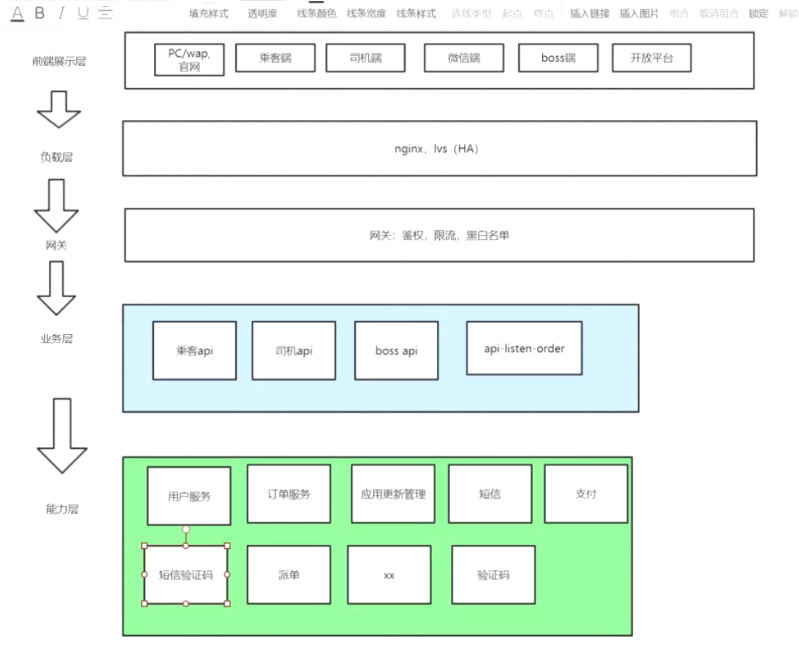 A B I U 填充样式 透明度 线条颜色 线条宽度 线条样式 连线类型 起点 终点 插入链接 插入图片 组合 取消组合 锁定 解锁
前端展示层
PC/wap,
官网
乘客端
司机端
微信端
boss端
开放平台
负载层
nginx, lvs（HA）
网关
网关：鉴权，限流，黑白名单
业务层
乘客api
司机api
boss api
api-listen-order
能力层
用户服务
订单服务
应用更新管理
短信
支付
短信验证码
派单
xx
验证码